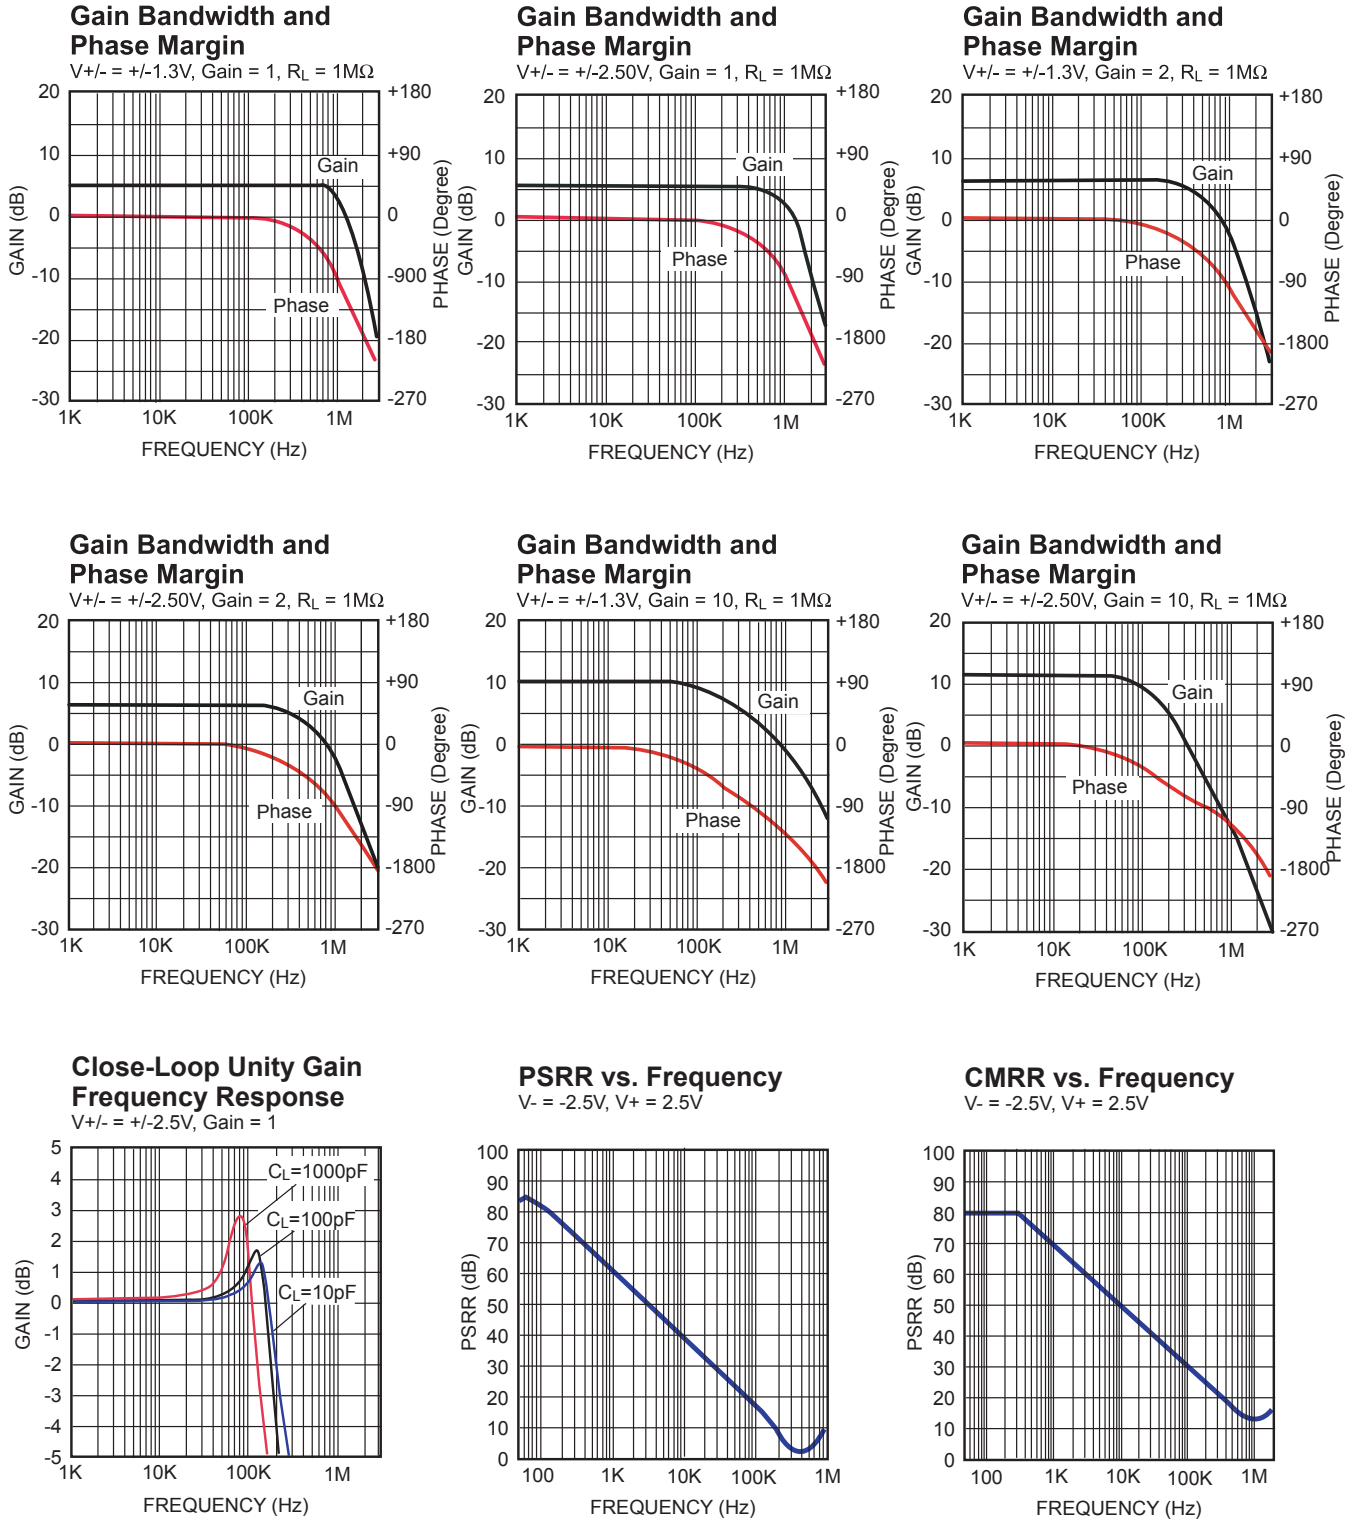 Gain Bandwidth and
Phase Margin
V+/- = +/-1.3V, Gain = 1, RL = 1MΩ
20
10
0
-10
-20
-30
GAIN (dB)
+180
+90
0
-900
-180
-270
PHASE (Degree)
Gain
Phase
1K
10K
100K
1M
FREQUENCY (Hz)
Gain Bandwidth and
Phase Margin
V+/- = +/-2.50V, Gain = 1, RL = 1MΩ
20
10
0
-10
-20
-30
GAIN (dB)
+180
+90
0
-90
-180
-270
PHASE (Degree)
Gain
Phase
1K
10K
100K
1M
FREQUENCY (Hz)
Gain Bandwidth and
Phase Margin
V+/- = +/-1.3V, Gain = 2, RL = 1MΩ
20
10
0
-10
-20
-30
GAIN (dB)
+180
+90
0
-90
-1800
-270
PHASE (Degree)
Gain
Phase
1K
10K
100K
1M
FREQUENCY (Hz)
Gain Bandwidth and
Phase Margin
V+/- = +/-2.50V, Gain = 2, RL = 1MΩ
20
10
0
-10
-20
-30
GAIN (dB)
+180
+90
0
-90
-1800
-270
PHASE (Degree)
Gain
Phase
1K
10K
100K
1M
FREQUENCY (Hz)
Gain Bandwidth and
Phase Margin
V+/- = +/-1.3V, Gain = 10, RL = 1MΩ
20
10
0
-10
-20
-30
GAIN (dB)
+180
+90
0
-90
-1800
-270
PHASE (Degree)
Gain
Phase
1K
10K
100K
1M
FREQUENCY (Hz)
Gain Bandwidth and
Phase Margin
V+/- = +/-2.50V, Gain = 10, RL = 1MΩ
20
10
0
-10
-20
-30
GAIN (dB)
+180
+90
0
-90
-1800
-270
PHASE (Degree)
Gain
Phase
1K
10K
100K
1M
FREQUENCY (Hz)
Close-Loop Unity Gain
Frequency Response
V+/- = +/-2.5V, Gain = 1
5
4
3
2
1
0
-1
-2
-3
-4
-5
GAIN (dB)
CL=1000pF
CL=100pF
CL=10pF
1K
10K
100K
1M
FREQUENCY (Hz)
PSRR vs. Frequency
V- = -2.5V, V+ = 2.5V
100
90
80
70
60
50
40
30
20
10
0
PSRR (dB)
100
1K
10K
100K
1M
FREQUENCY (Hz)
CMRR vs. Frequency
V- = -2.5V, V+ = 2.5V
100
90
80
70
60
50
40
30
20
10
0
PSRR (dB)
100
1K
10K
100K
1M
FREQUENCY (Hz)